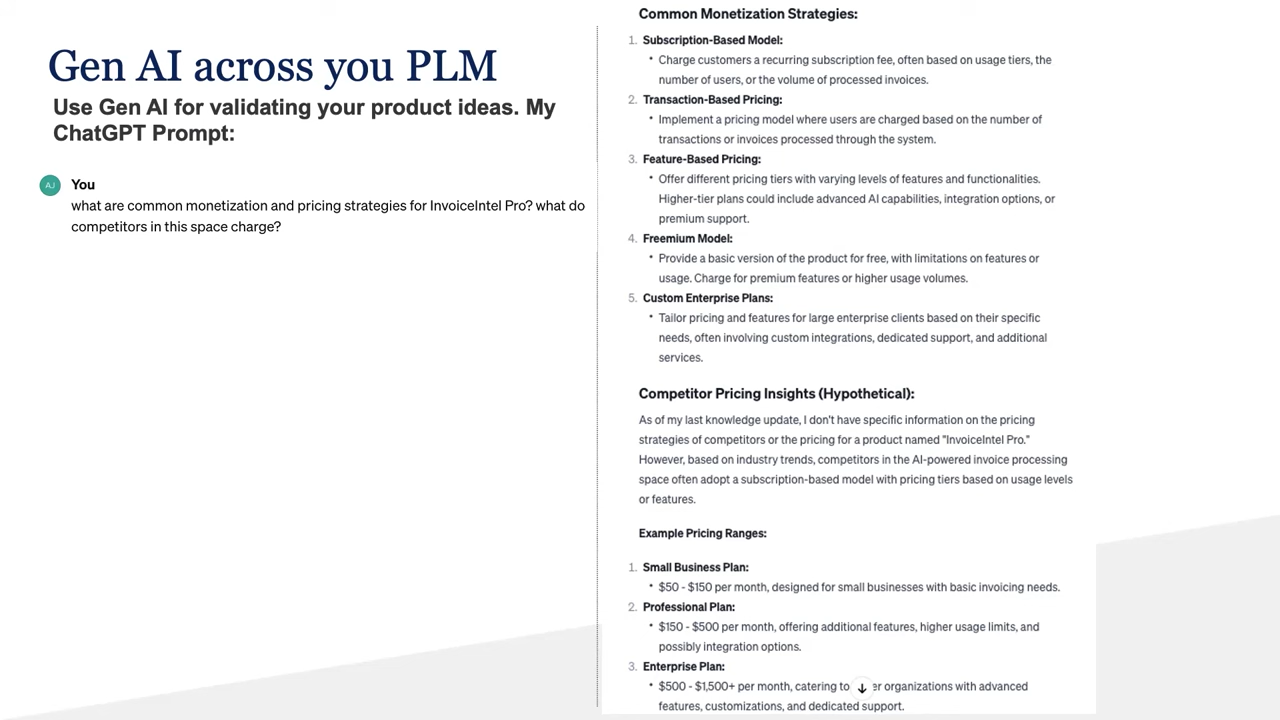 Gen AI across you PLM
Use Gen AI for validating your product ideas. My
ChatGPT Prompt:
AJ
You
what are common monetization and pricing strategies for InvoiceIntel Pro? what do
competitors in this space charge?
Common Monetization Strategies:
1. Subscription-Based Model:
• Charge customers a recurring subscription fee, often based on usage tiers, the
number of users, or the volume of processed invoices.
2. Transaction-Based Pricing:
• Implement a pricing model where users are charged based on the number of
transactions or invoices processed through the system.
3. Feature-Based Pricing:
• Offer different pricing tiers with varying levels of features and functionalities.
Higher-tier plans could include advanced AI capabilities, integration options, or
premium support.
4. Freemium Model:
• Provide a basic version of the product for free, with limitations on features or
usage. Charge for premium features or higher usage volumes.
5. Custom Enterprise Plans:
• Tailor pricing and features for large enterprise clients based on their specific
needs, often involving custom integrations, dedicated support, and additional
services.
Competitor Pricing Insights (Hypothetical):
As of my last knowledge update, I don't have specific information on the pricing
strategies of competitors or the pricing for a product named "InvoiceIntel Pro."
However, based on industry trends, competitors in the AI-powered invoice processing
space often adopt a subscription-based model with pricing tiers based on usage levels
or features.
Example Pricing Ranges:
1. Small Business Plan:
• $50 - $150 per month, designed for small businesses with basic invoicing needs.
2. Professional Plan:
• $150 - $500 per month, offering additional features, higher usage limits, and
possibly integration options.
3. Enterprise Plan:
• $500 - $1,500+ per month, catering to organizations with advanced
features, customizations, and dedicated support.